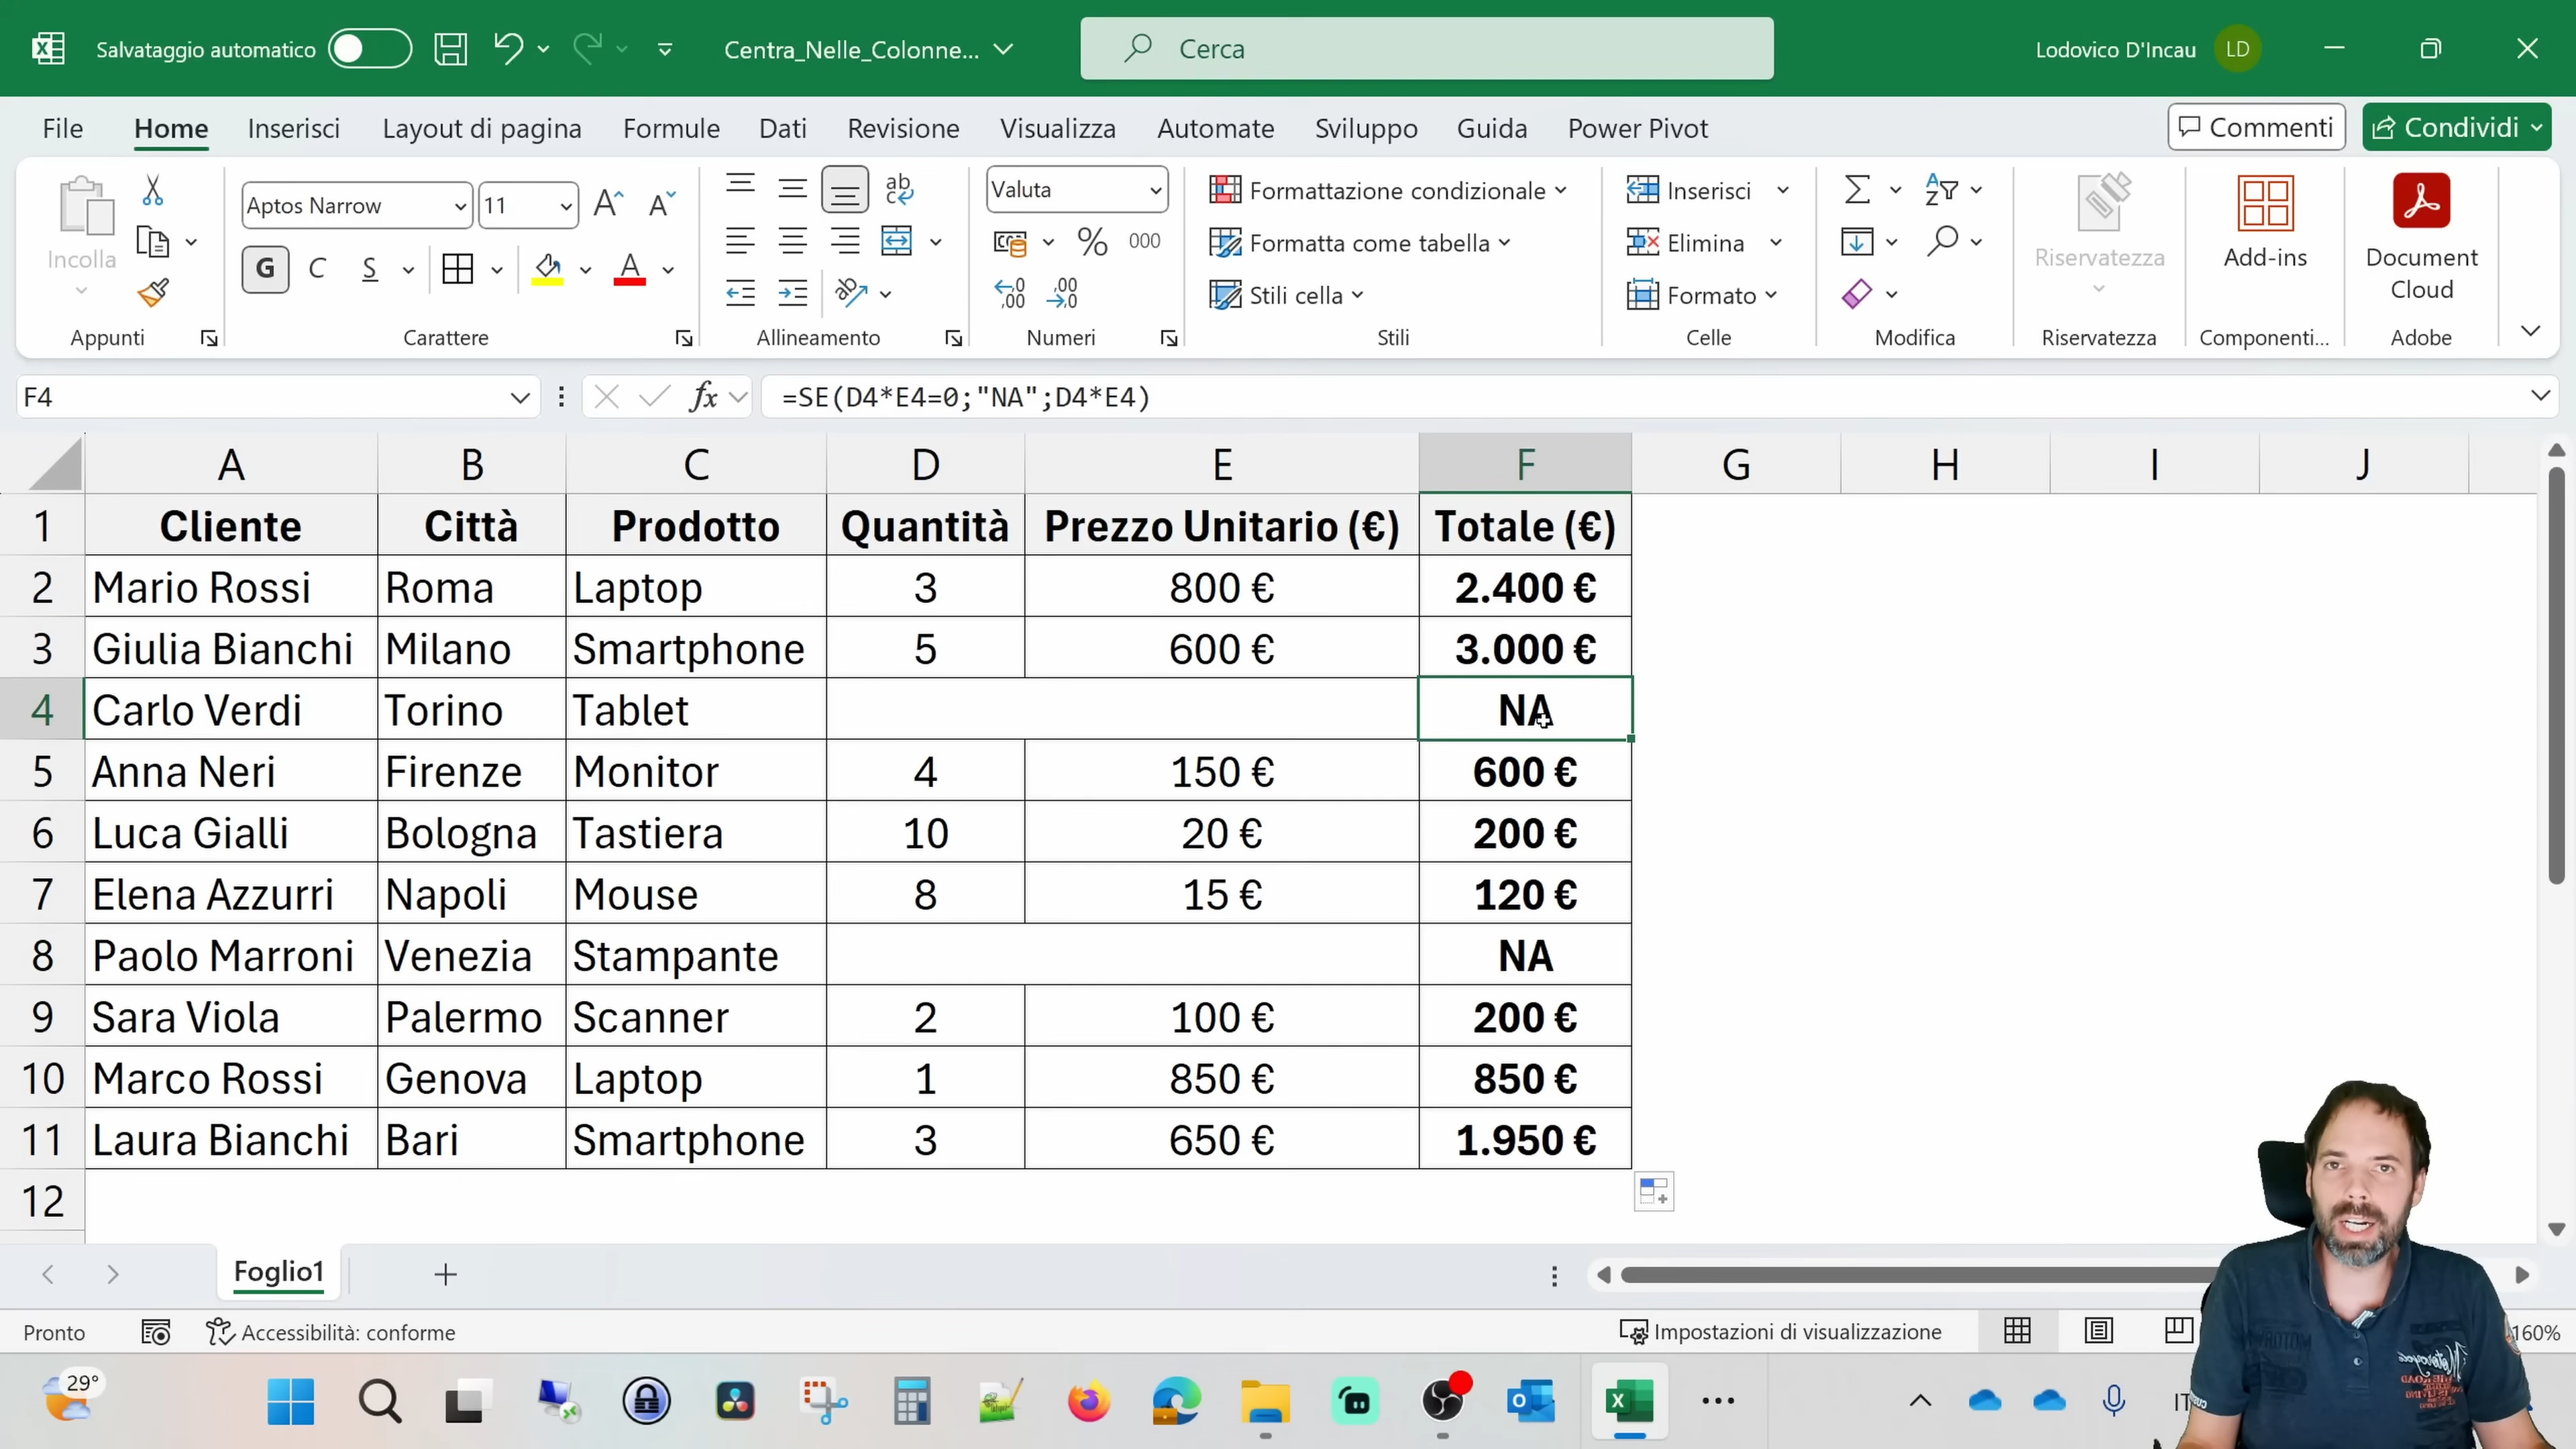 Salvataggio automatico
Centra_Nelle_Colonne...
Cerca
Lodovico D'Incau
LD
File
Home
Inserisci
Layout di pagina
Formule
Dati
Revisione
Visualizza
Automate
Sviluppo
Guida
Power Pivot
Commenti
Condividi
Incolla
Appunti
Aptos Narrow
11
G C S
Carattere
Allineamento
Valuta
% 000
Numeri
Formattazione condizionale
Formatta come tabella
Stili cella
Stili
Inserisci
Elimina
Formato
Celle
Modifica
Riservatezza
Riservatezza
Add-ins
Componenti...
Document
Cloud
Adobe
F4
fx
=SE(D4*E4=0;"NA";D4*E4)
A B C D E F G H I J
1 Cliente Città Prodotto Quantità Prezzo Unitario (€) Totale (€)
2 Mario Rossi Roma Laptop 3 800 € 2.400 €
3 Giulia Bianchi Milano Smartphone 5 600 € 3.000 €
4 Carlo Verdi Torino Tablet NA
5 Anna Neri Firenze Monitor 4 150 € 600 €
6 Luca Gialli Bologna Tastiera 10 20 € 200 €
7 Elena Azzurri Napoli Mouse 8 15 € 120 €
8 Paolo Marroni Venezia Stampante NA
9 Sara Viola Palermo Scanner 2 100 € 200 €
10 Marco Rossi Genova Laptop 1 850 € 850 €
11 Laura Bianchi Bari Smartphone 3 650 € 1.950 €
12
Foglio1
Pronto
Accessibilità: conforme
Impostazioni di visualizzazione
160%
29°